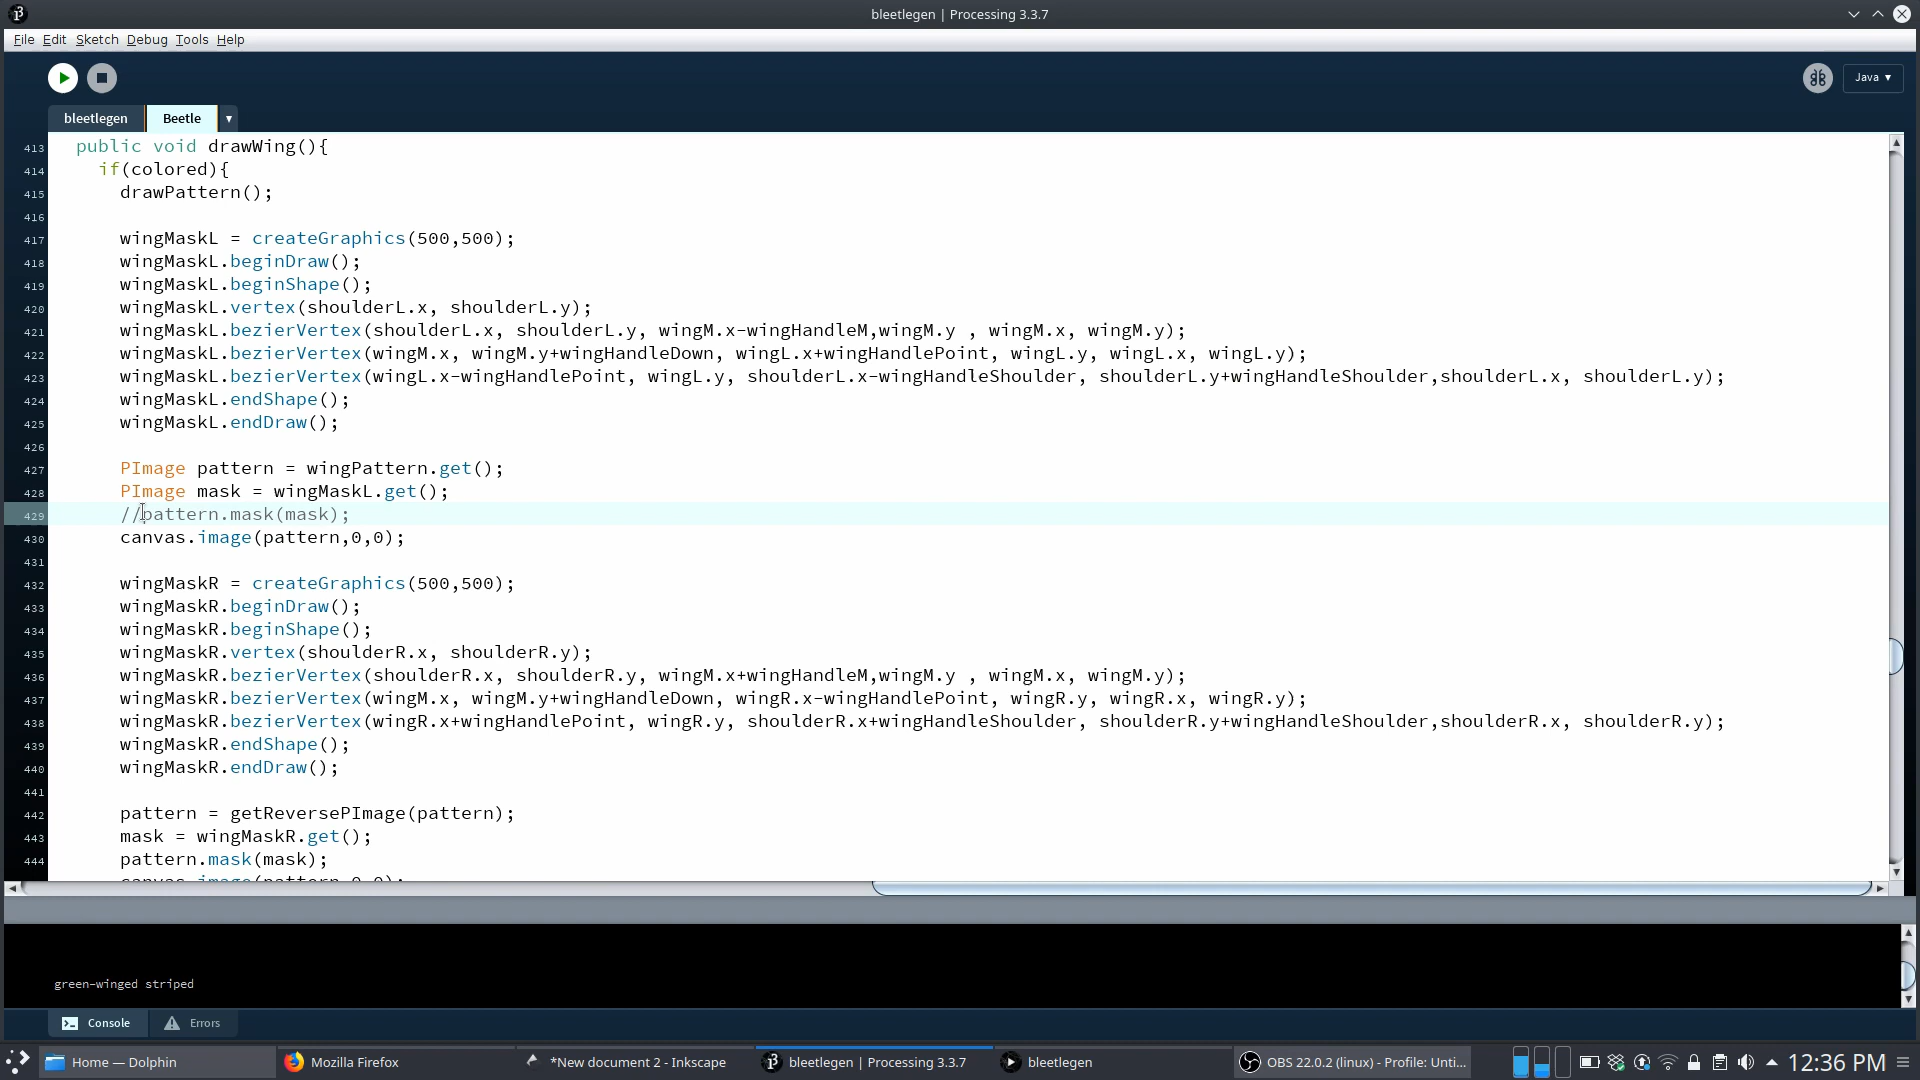 bleetlegen | Processing 3.3.7
File Edit Sketch Debug Tools Help
Java ▾
bleetlegen Beetle ▾
413 public void drawWing(){
414 if(colored){
415 drawPattern();
416
417 wingMaskL = createGraphics(500,500);
418 wingMaskL.beginDraw();
419 wingMaskL.beginShape();
420 wingMaskL.vertex(shoulderL.x, shoulderL.y);
421 wingMaskL.bezierVertex(shoulderL.x, shoulderL.y, wingM.x-wingHandleM,wingM.y , wingM.x, wingM.y);
422 wingMaskL.bezierVertex(wingM.x, wingM.y+wingHandleDown, wingL.x+wingHandlePoint, wingL.y, wingL.x, wingL.y);
423 wingMaskL.bezierVertex(wingL.x-wingHandlePoint, wingL.y, shoulderL.x-wingHandleShoulder, shoulderL.y+wingHandleShoulder,shoulderL.x, shoulderL.y);
424 wingMaskL.endShape();
425 wingMaskL.endDraw();
426
427 PImage pattern = wingPattern.get();
428 PImage mask = wingMaskL.get();
429 //pattern.mask(mask);
430 canvas.image(pattern,0,0);
431
432 wingMaskR = createGraphics(500,500);
433 wingMaskR.beginDraw();
434 wingMaskR.beginShape();
435 wingMaskR.vertex(shoulderR.x, shoulderR.y);
436 wingMaskR.bezierVertex(shoulderR.x, shoulderR.y, wingM.x+wingHandleM,wingM.y , wingM.x, wingM.y);
437 wingMaskR.bezierVertex(wingM.x, wingM.y+wingHandleDown, wingR.x-wingHandlePoint, wingR.y, wingR.x, wingR.y);
438 wingMaskR.bezierVertex(wingR.x+wingHandlePoint, wingR.y, shoulderR.x+wingHandleShoulder, shoulderR.y+wingHandleShoulder,shoulderR.x, shoulderR.y);
439 wingMaskR.endShape();
440 wingMaskR.endDraw();
441
442 pattern = getReversePImage(pattern);
443 mask = wingMaskR.get();
444 pattern.mask(mask);
canvas.image(pattern,0,0);
green-winged striped
Console Errors
Home — Dolphin Mozilla Firefox *New document 2 - Inkscape bleetlegen | Processing 3.3.7 bleetlegen OBS 22.0.2 (linux) - Profile: Unti... 12:36 PM